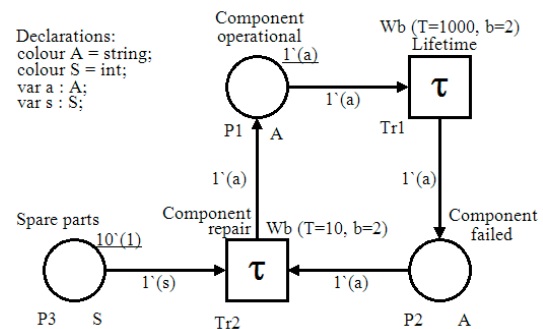 Declarations:
colour A = string;
colour S = int;
var a : A;
var s : S;
Component
operational
1`(a)
P1
A
1`(a)
Wb (T=1000, b=2)
Lifetime
τ
Tr1
1`(a)
1`(a)
Component
failed
Spare parts
10`(1)
Component
repair
Wb (T=10, b=2)
τ
1`(s)
1`(a)
P3
S
Tr2
P2
A